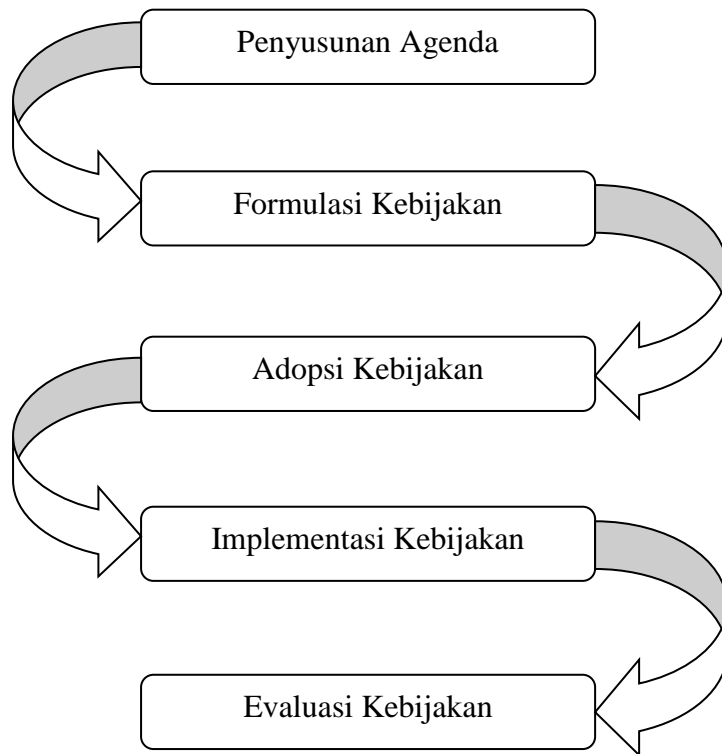 Penyusunan Agenda
Formulasi Kebijakan
Adopsi Kebijakan
Implementasi Kebijakan
Evaluasi Kebijakan